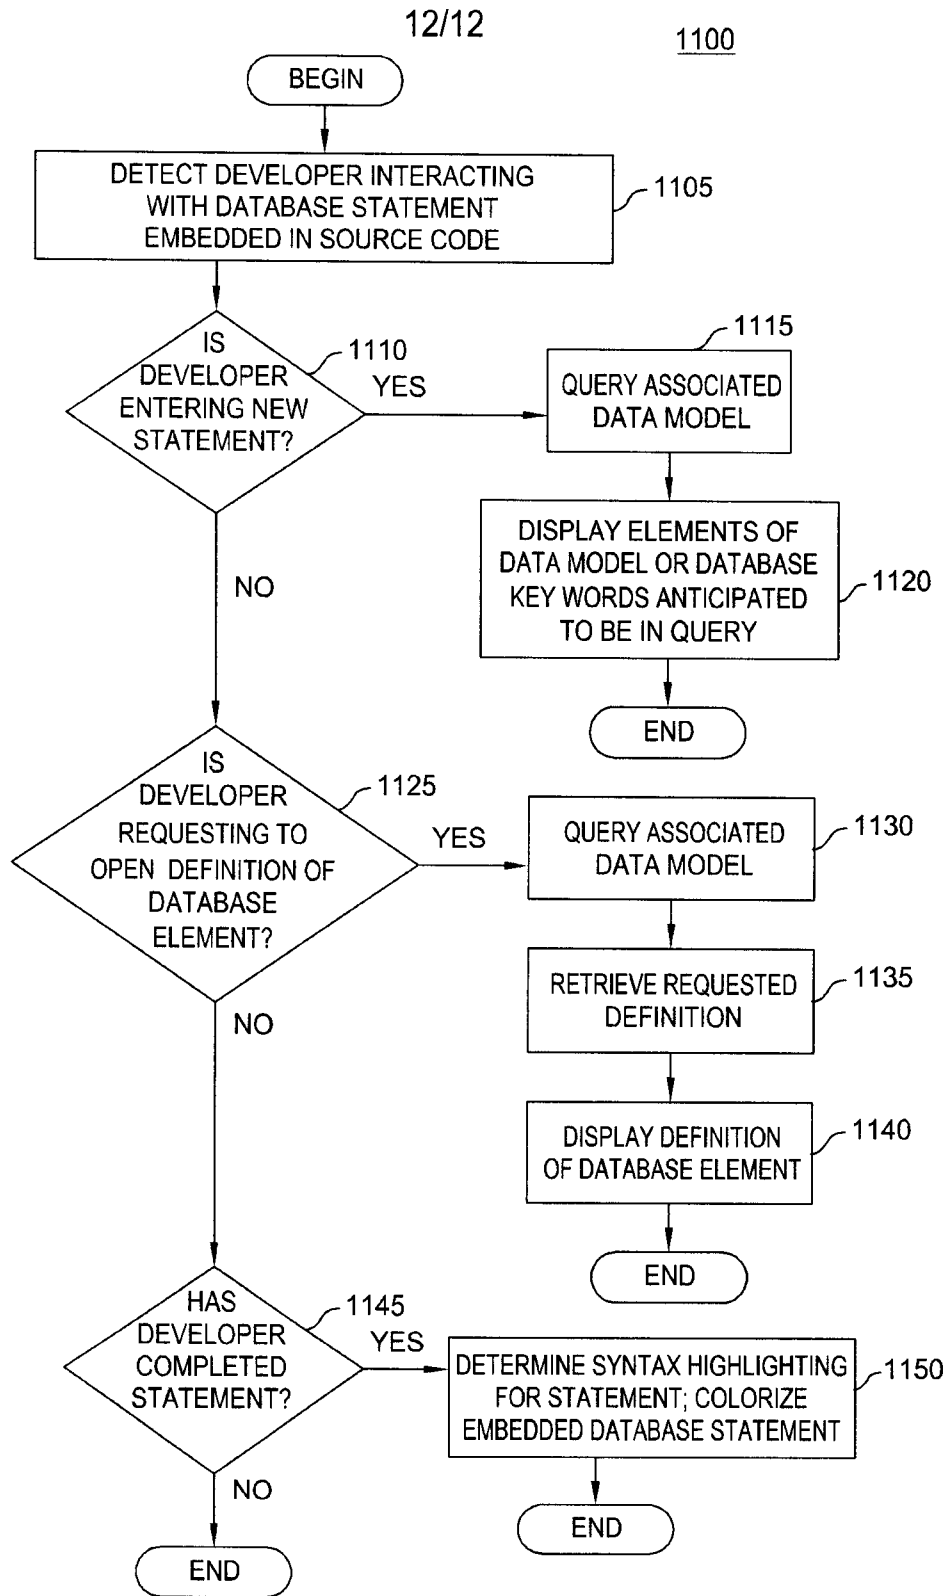 12/12
1100
BEGIN
DETECT DEVELOPER INTERACTING
WITH DATABASE STATEMENT
EMBEDDED IN SOURCE CODE
1105
IS
DEVELOPER
ENTERING NEW
STATEMENT?
1110
YES
1115
QUERY ASSOCIATED
DATA MODEL
DISPLAY ELEMENTS OF
DATA MODEL OR DATABASE
KEY WORDS ANTICIPATED
TO BE IN QUERY
1120
END
NO
IS
DEVELOPER
REQUESTING TO
OPEN DEFINITION OF
DATABASE
ELEMENT?
1125
YES
QUERY ASSOCIATED
DATA MODEL
1130
RETRIEVE REQUESTED
DEFINITION
1135
DISPLAY DEFINITION
OF DATABASE ELEMENT
1140
END
NO
HAS
DEVELOPER
COMPLETED
STATEMENT?
1145
YES
DETERMINE SYNTAX HIGHLIGHTING
FOR STATEMENT; COLORIZE
EMBEDDED DATABASE STATEMENT
1150
END
NO
END